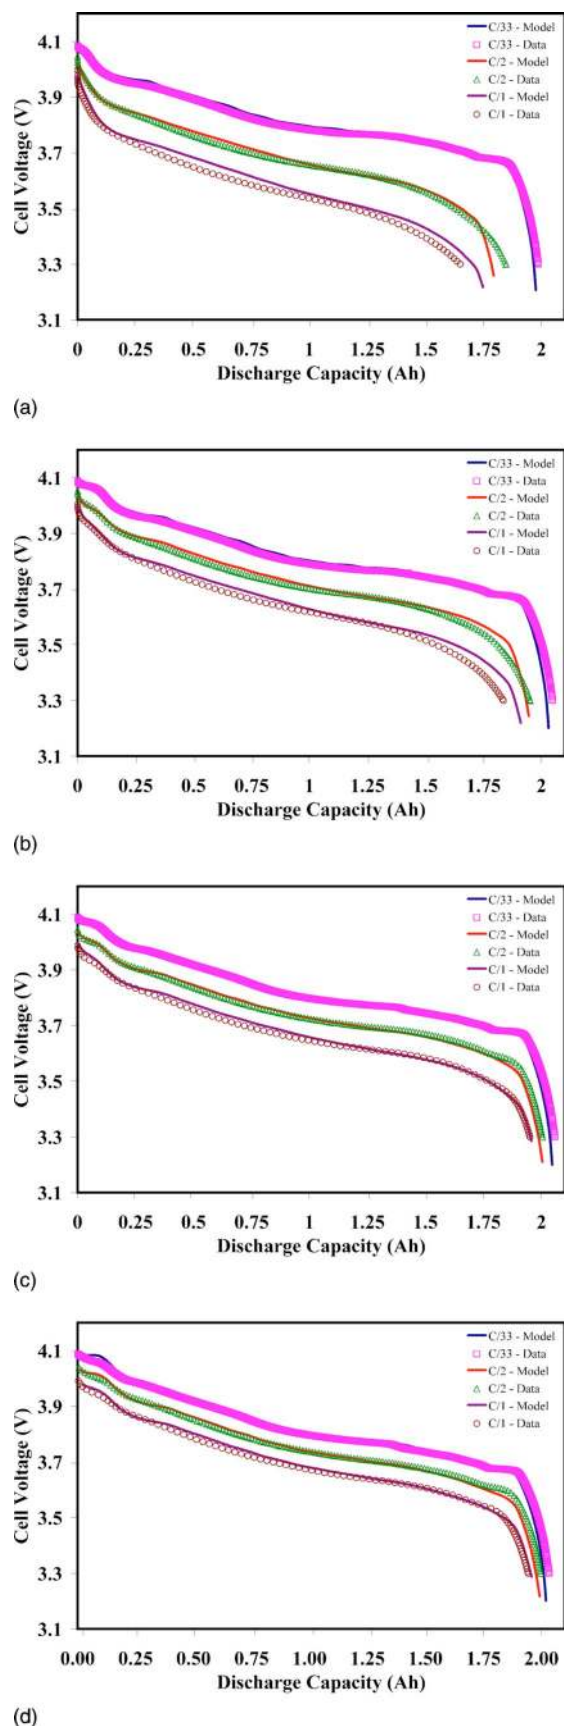 C/33 - Model
C/33 - Data
C/2 - Model
C/2 - Data
C/1 - Model
C/1 - Data
4.1
3.9
3.7
3.5
3.3
3.1
Cell Voltage (V)
0 0.25 0.5 0.75 1 1.25 1.5 1.75 2
Discharge Capacity (Ah)
(a)
C/33 - Model
C/33 - Data
C/2 - Model
C/2 - Data
C/1 - Model
C/1 - Data
4.1
3.9
3.7
3.5
3.3
3.1
Cell Voltage (V)
0 0.25 0.5 0.75 1 1.25 1.5 1.75 2
Discharge Capacity (Ah)
(b)
C/33 - Model
C/33 - Data
C/2 - Model
C/2 - Data
C/1 - Model
C/1 - Data
4.1
3.9
3.7
3.5
3.3
3.1
Cell Voltage (V)
0 0.25 0.5 0.75 1 1.25 1.5 1.75 2
Discharge Capacity (Ah)
(c)
C/33 - Model
C/33 - Data
C/2 - Model
C/2 - Data
C/1 - Model
C/1 - Data
4.1
3.9
3.7
3.5
3.3
3.1
Cell Voltage (V)
0.00 0.25 0.50 0.75 1.00 1.25 1.50 1.75 2.00
Discharge Capacity (Ah)
(d)